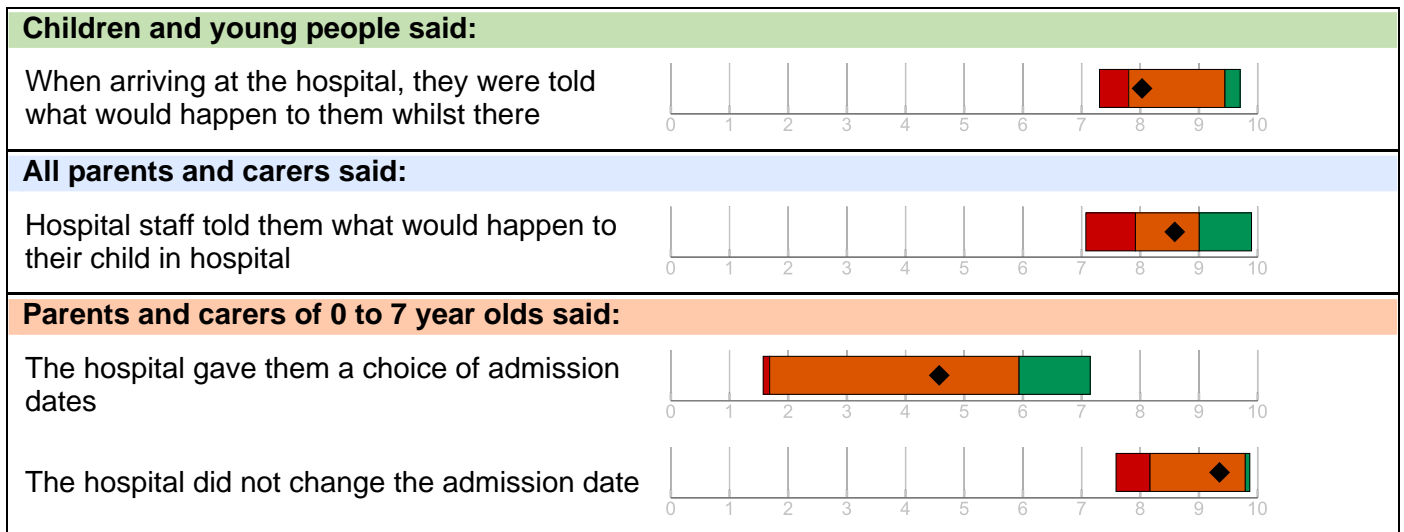 Children and young people said:
When arriving at the hospital, they were told
what would happen to them whilst there
0 1 2 3 4 5 6 7 8 9 10
All parents and carers said:
Hospital staff told them what would happen to
their child in hospital
0 1 2 3 4 5 6 7 8 9 10
Parents and carers of 0 to 7 year olds said:
The hospital gave them a choice of admission
dates
0 1 2 3 4 5 6 7 8 9 10
The hospital did not change the admission date
0 1 2 3 4 5 6 7 8 9 10